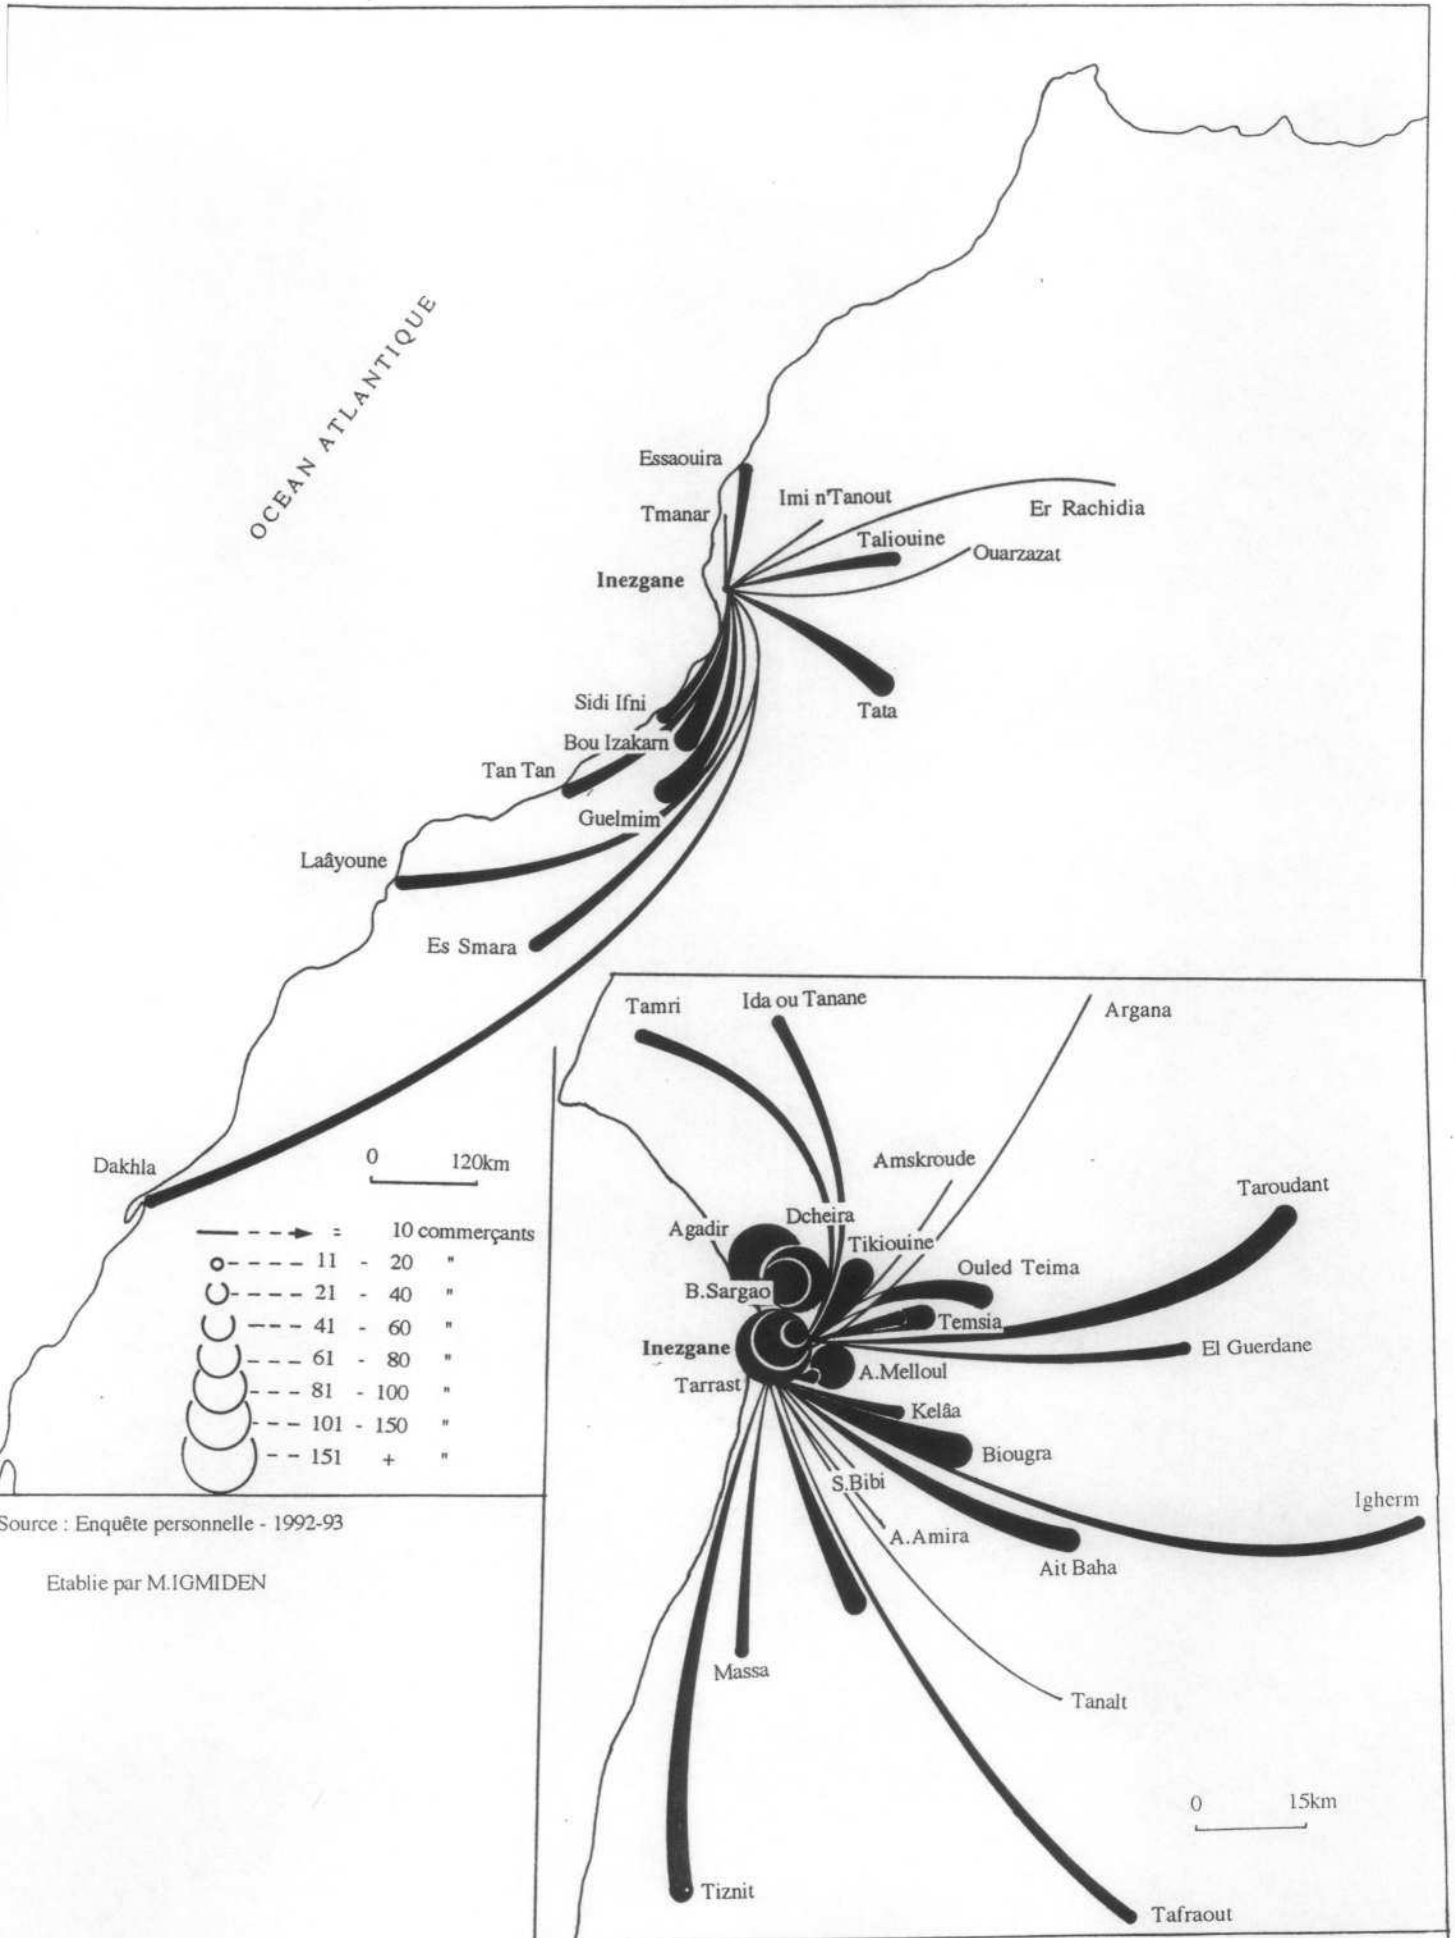 OCEAN ATLANTIQUE
Essaouira
Tmanar
Imi n'Tanout
Er Rachidia
Taliouine
Ouarzazat
Inezgane
Tata
Sidi Ifni
Bou Izakarn
Tan Tan
Guelmim
Laâyoune
Es Smara
Dakhla
0 120km
= 10 commerçants
11 - 20 "
21 - 40 "
41 - 60 "
61 - 80 "
81 - 100 "
101 - 150 "
151 + "
Source : Enquête personnelle - 1992-93
Etablie par M.IGMIDEN
Tamri
Ida ou Tanane
Argana
Amskroude
Taroudant
Agadir
Dcheira
Tikiouine
Ouled Teima
B.Sargao
Temsia
Inezgane
El Guerdane
A.Melloul
Tarrast
Kelâa
Biougra
S.Bibi
Igherm
A.Amira
Ait Baha
Massa
Tanalt
0 15km
Tiznit
Tafraout